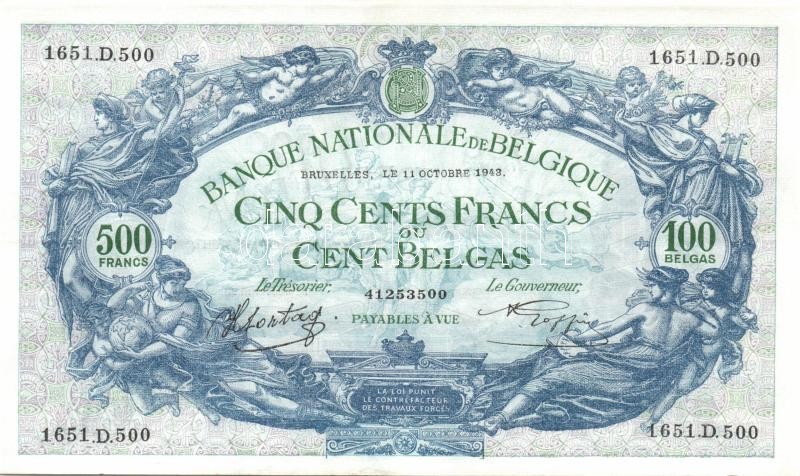 1651.D.500
1651.D.500
BANQUE NATIONALE DE BELGIQUE
BRUXELLES, LE 11 OCTOBRE 1943.
CINQ CENTS FRANCS
OU
CENT BELGAS
500
FRANCS
100
BELGAS
Le Trésorier,
41253500
Le Gouverneur,
· PAYABLES À VUE ·
LA LOI PUNIT
LE CONTREFACTEUR
DES TRAVAUX FORCÉS
1651.D.500
1651.D.500